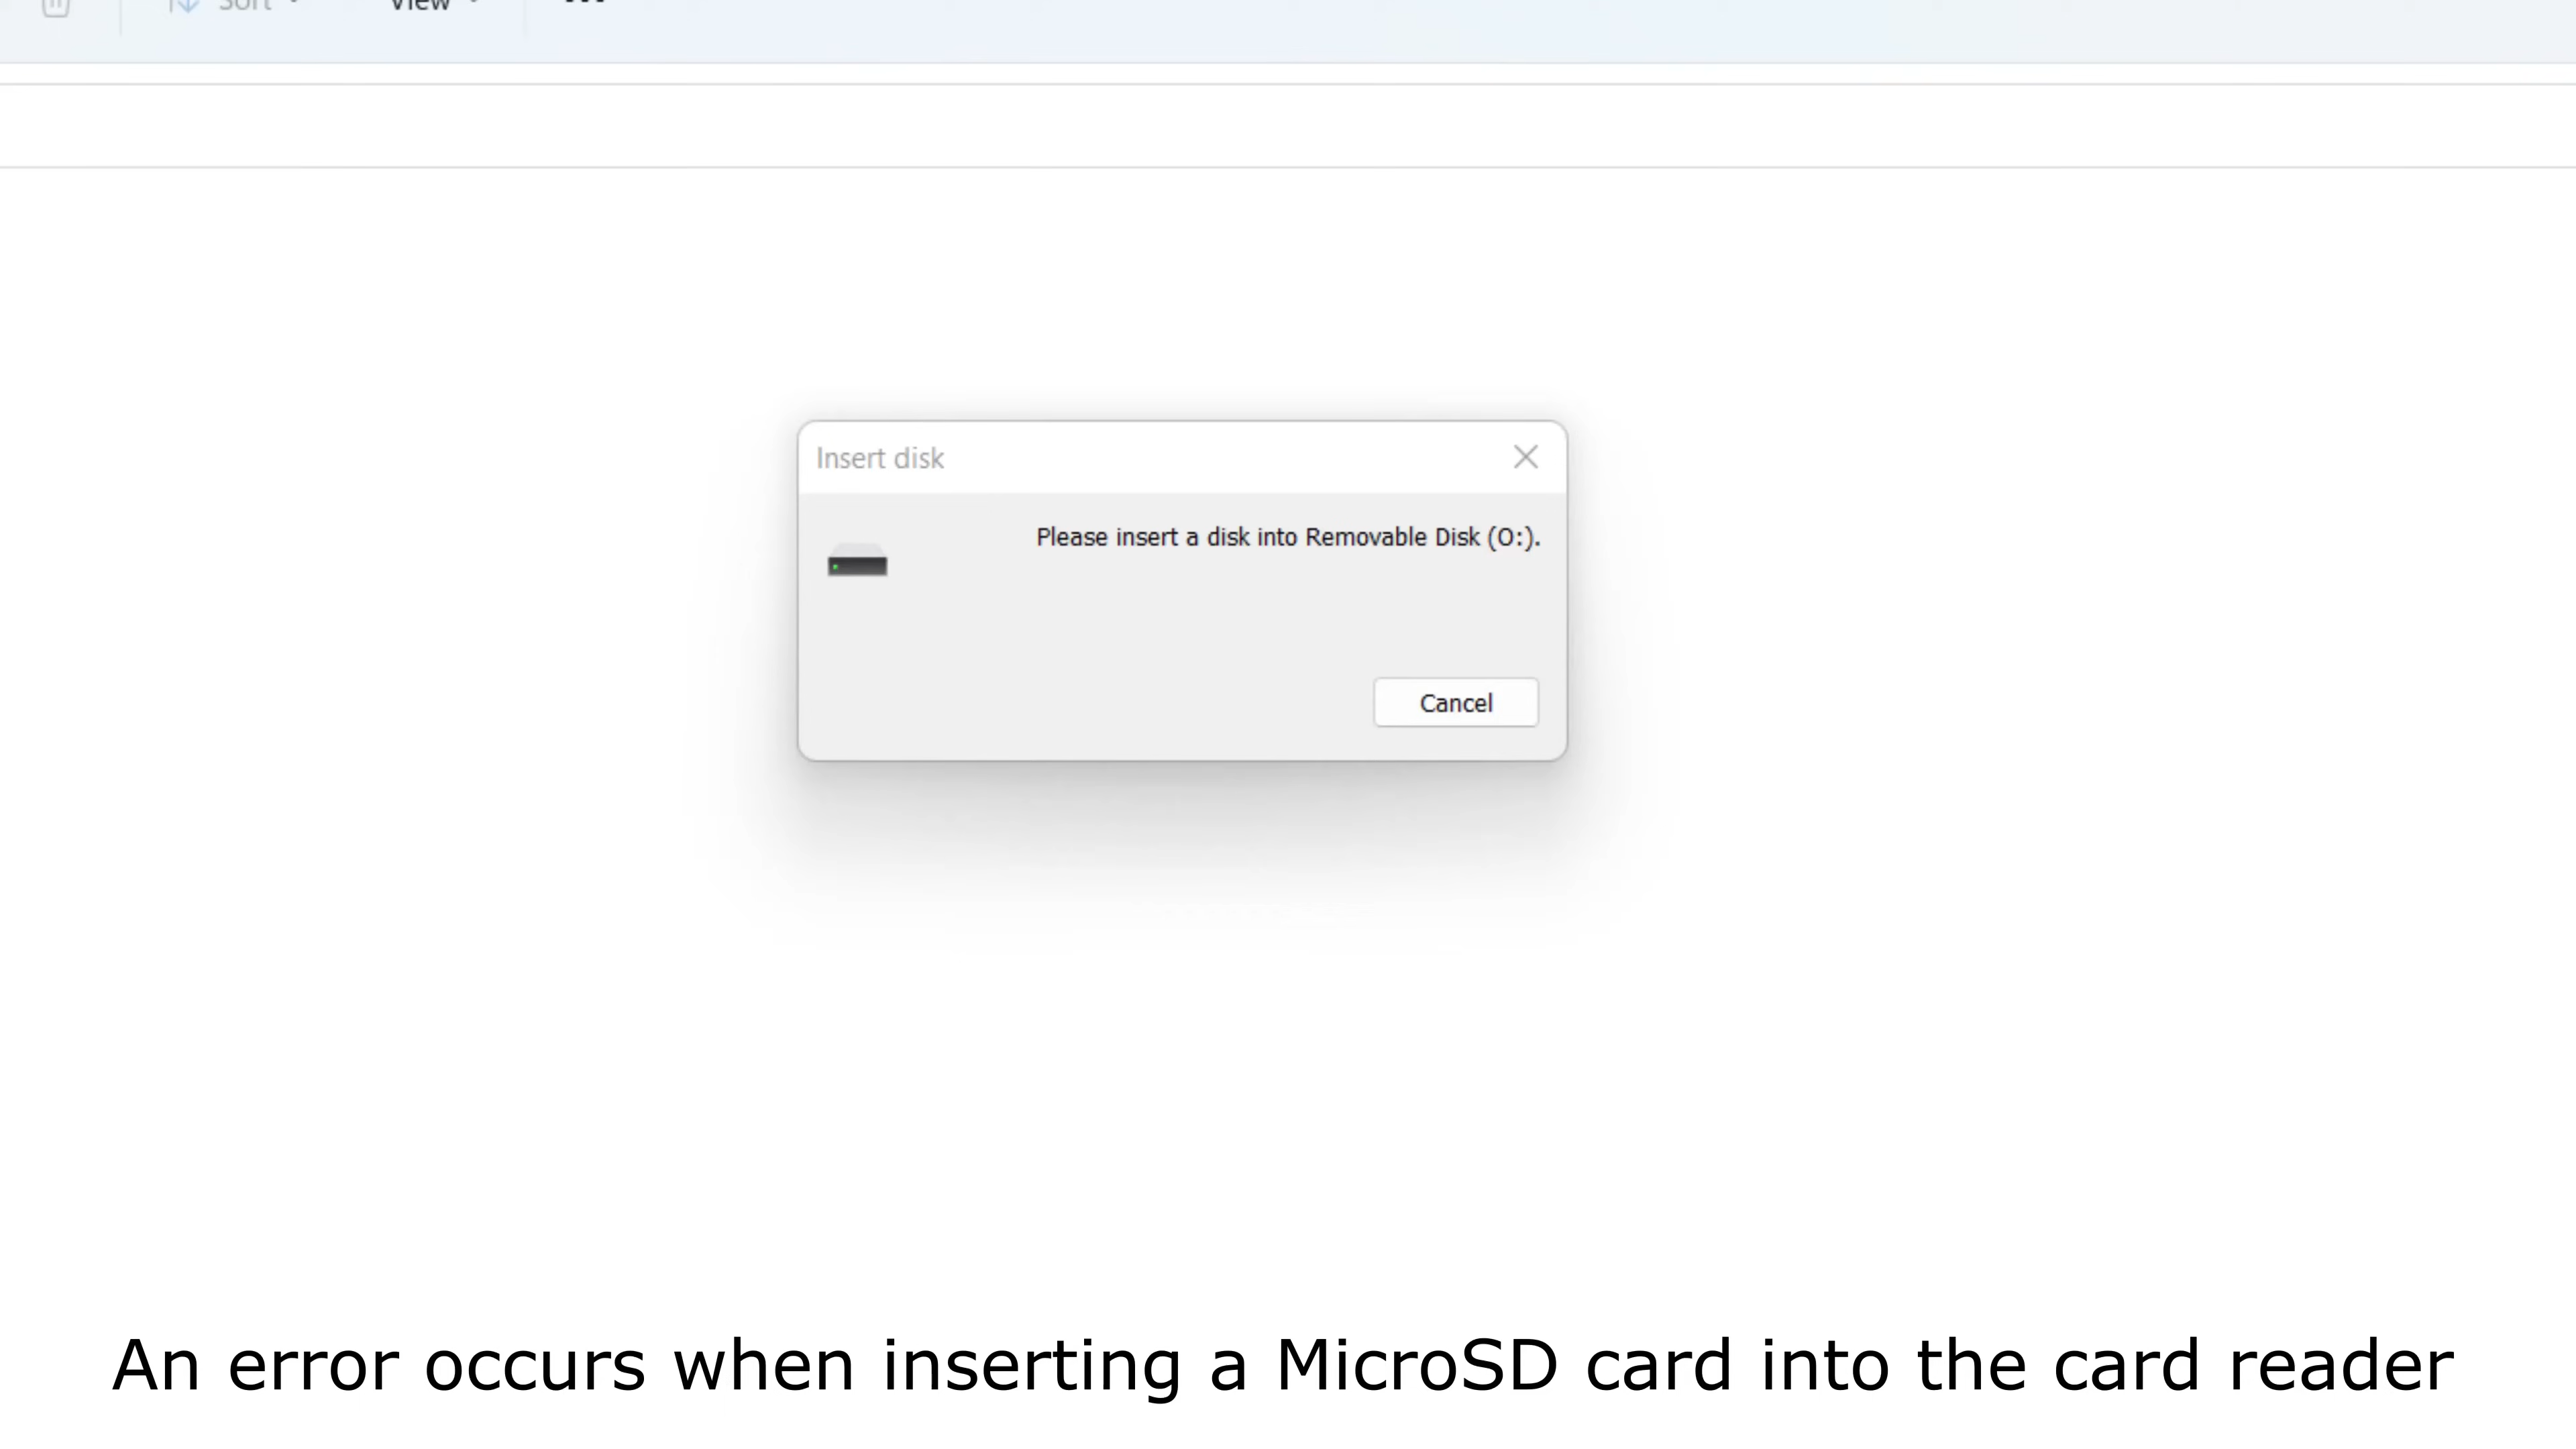 Sort
View
Insert disk
Please insert a disk into Removable Disk (O:).
Cancel
An error occurs when inserting a MicroSD card into the card reader